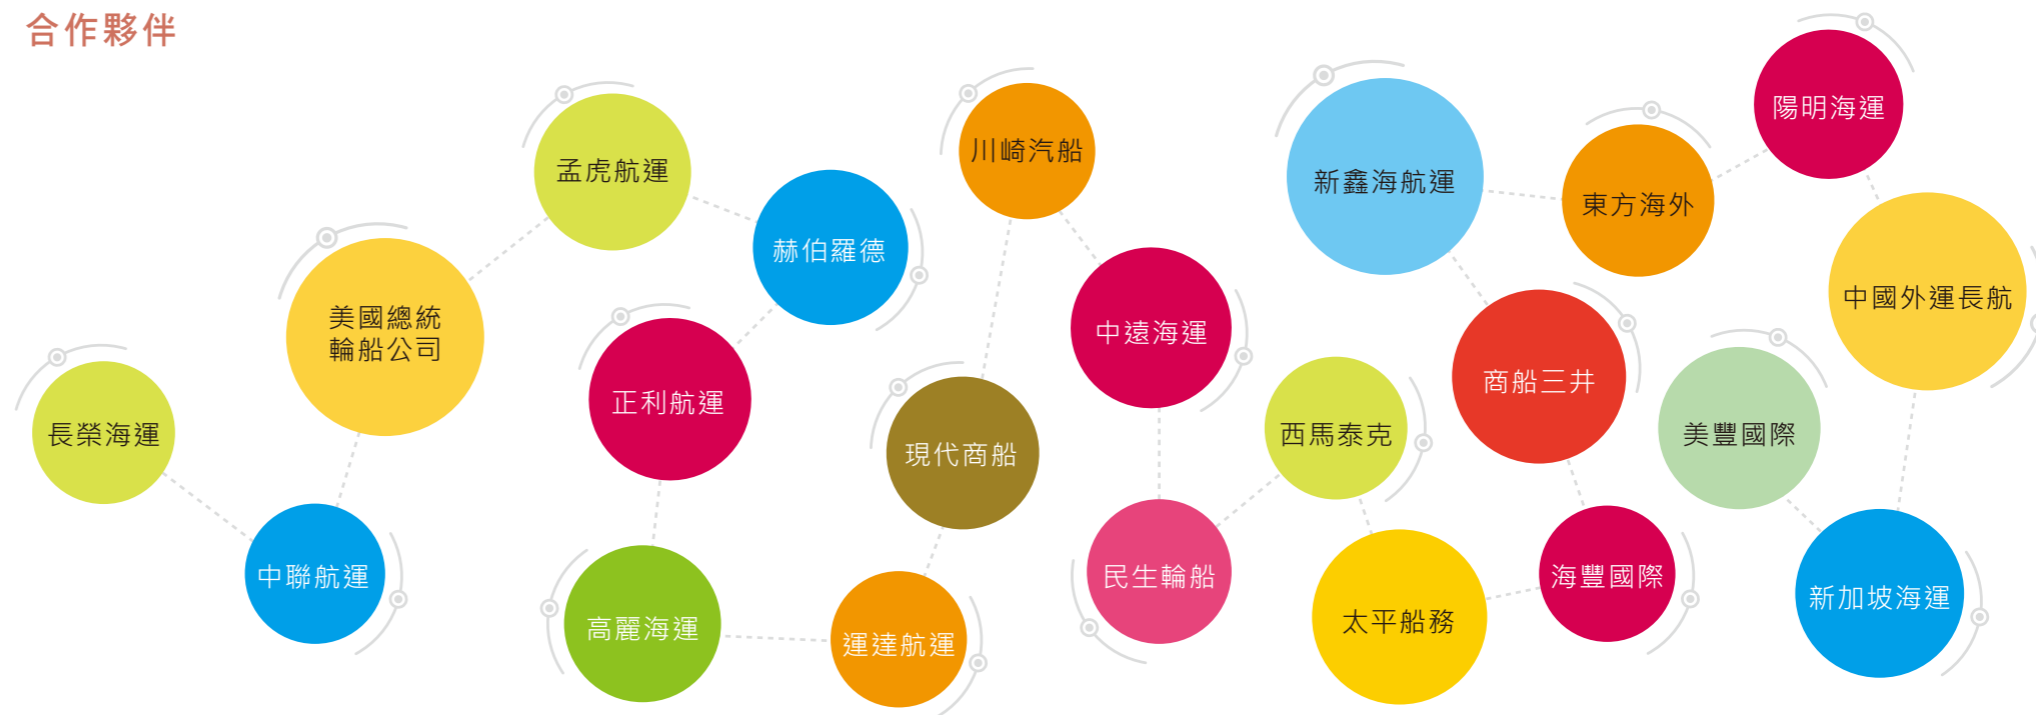 合作夥伴
長榮海運
中聯航運
美國總統
輪船公司
孟虎航運
赫伯羅德
正利航運
高麗海運
運達航運
現代商船
川崎汽船
中遠海運
民生輪船
西馬泰克
太平船務
海豐國際
商船三井
新鑫海航運
東方海外
陽明海運
中國外運長航
新加坡海運
美豐國際